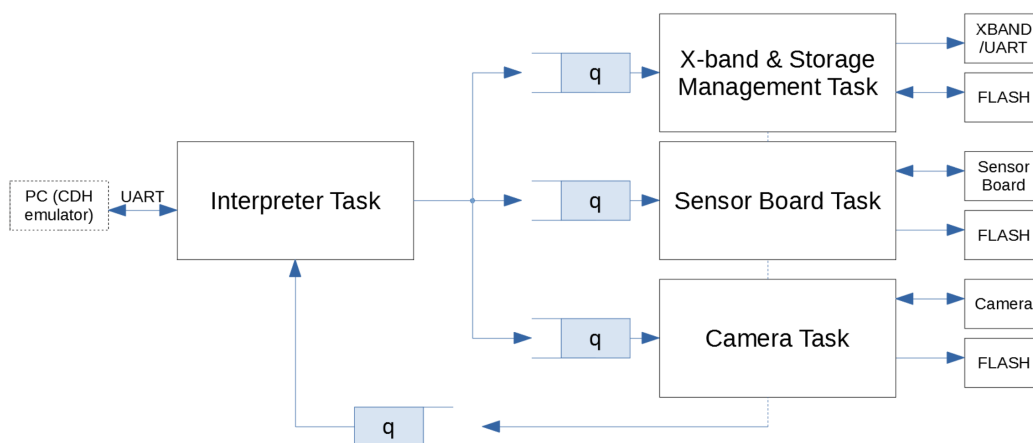 XBAND
/UART
X-band & Storage
Management Task
q
FLASH
PC (CDH
emulator)
UART
Interpreter Task
q
Sensor Board Task
Sensor
Board
FLASH
q
Camera Task
Camera
FLASH
q